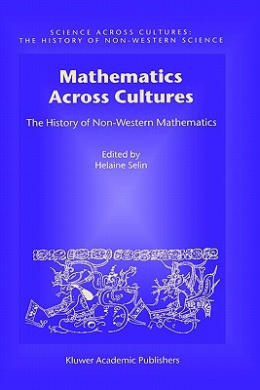 SCIENCE ACROSS CULTURES:
THE HISTORY OF NON-WESTERN SCIENCE
Mathematics
Across Cultures
The History of Non-Western Mathematics
Edited by
Helaine Selin
Kluwer Academic Publishers